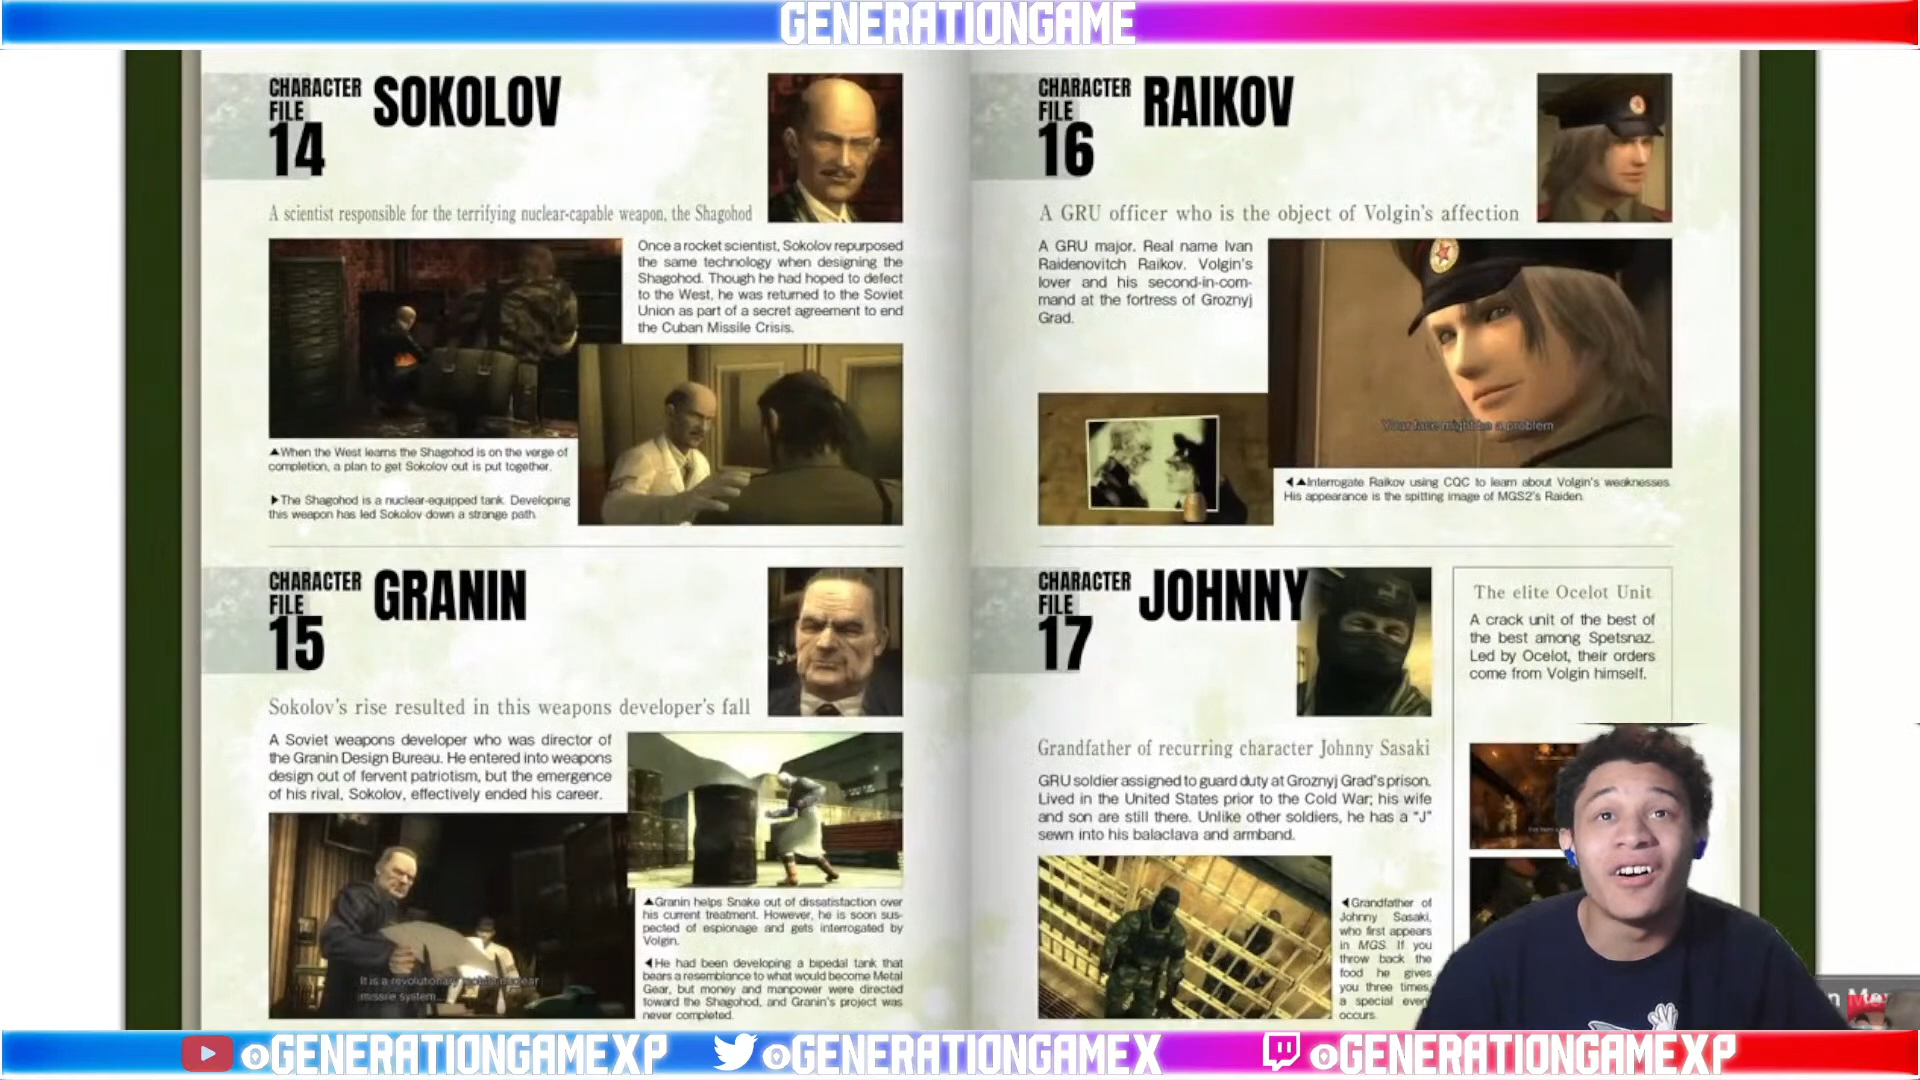 GENERATIONGAME
CHARACTER
FILE
14
SOKOLOV
A scientist responsible for the terrifying nuclear-capable weapon, the Shagohod
Once a rocket scientist, Sokolov repurposed
the same technology when designing the
Shagohod. Though he had hoped to defect
to the West, he was returned to the Soviet
Union as part of a secret agreement to end
the Cuban Missile Crisis.
▲When the West learns the Shagohod is on the verge of
completion, a plan to get Sokolov out is put together.
▶The Shagohod is a nuclear-equipped tank. Developing
this weapon has led Sokolov down a strange path.
CHARACTER
FILE
15
GRANIN
Sokolov's rise resulted in this weapons developer's fall
A Soviet weapons developer who was director of
the Granin Design Bureau. He entered into weapons
design out of fervent patriotism, but the emergence
of his rival, Sokolov, effectively ended his career.
It is a revolutionary mobile nuclear
missile system...
▲Granin helps Snake out of dissatisfaction over
his current treatment. However, he is soon sus-
pected of espionage and gets interrogated by
Volgin.
◀He had been developing a bipedal tank that
bears a resemblance to what would become Metal
Gear, but money and manpower were directed
toward the Shagohod, and Granin's project was
never completed.
CHARACTER
FILE
16
RAIKOV
A GRU officer who is the object of Volgin's affection
A GRU major. Real name Ivan
Raidenovitch Raikov. Volgin's
lover and his second-in-com-
mand at the fortress of Groznyj
Grad.
Your face might be a problem
◀▲Interrogate Raikov using CQC to learn about Volgin's weaknesses.
His appearance is the spitting image of MGS2's Raiden.
CHARACTER
FILE
17
JOHNNY
Grandfather of recurring character Johnny Sasaki
GRU soldier assigned to guard duty at Groznyj Grad's prison.
Lived in the United States prior to the Cold War; his wife
and son are still there. Unlike other soldiers, he has a "J"
sewn into his balaclava and armband.
◀Grandfather of
Johnny Sasaki,
who first appears
in MGS. If you
throw back the
food he gives
you three times,
a special event
occurs.
The elite Ocelot Unit
A crack unit of the best of
the best among Spetsnaz.
Led by Ocelot, their orders
come from Volgin himself.
@GENERATIONGAMEXP
@GENERATIONGAMEX
@GENERATIONGAMEXP